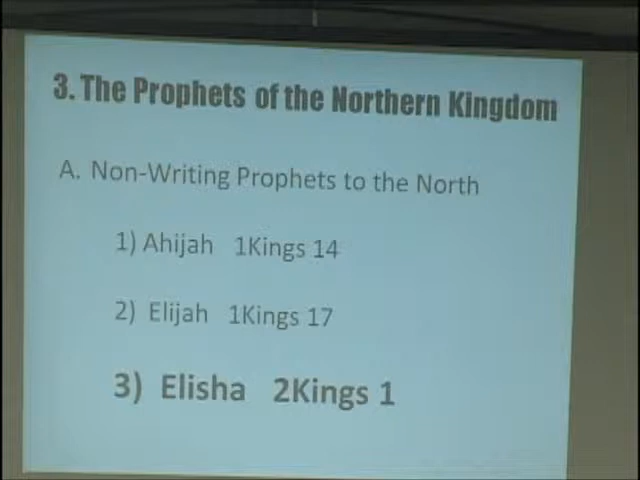 3. The Prophets of the Northern Kingdom
A. Non-Writing Prophets to the North
1) Ahijah 1Kings 14
2) Elijah 1Kings 17
3) Elisha 2Kings 1